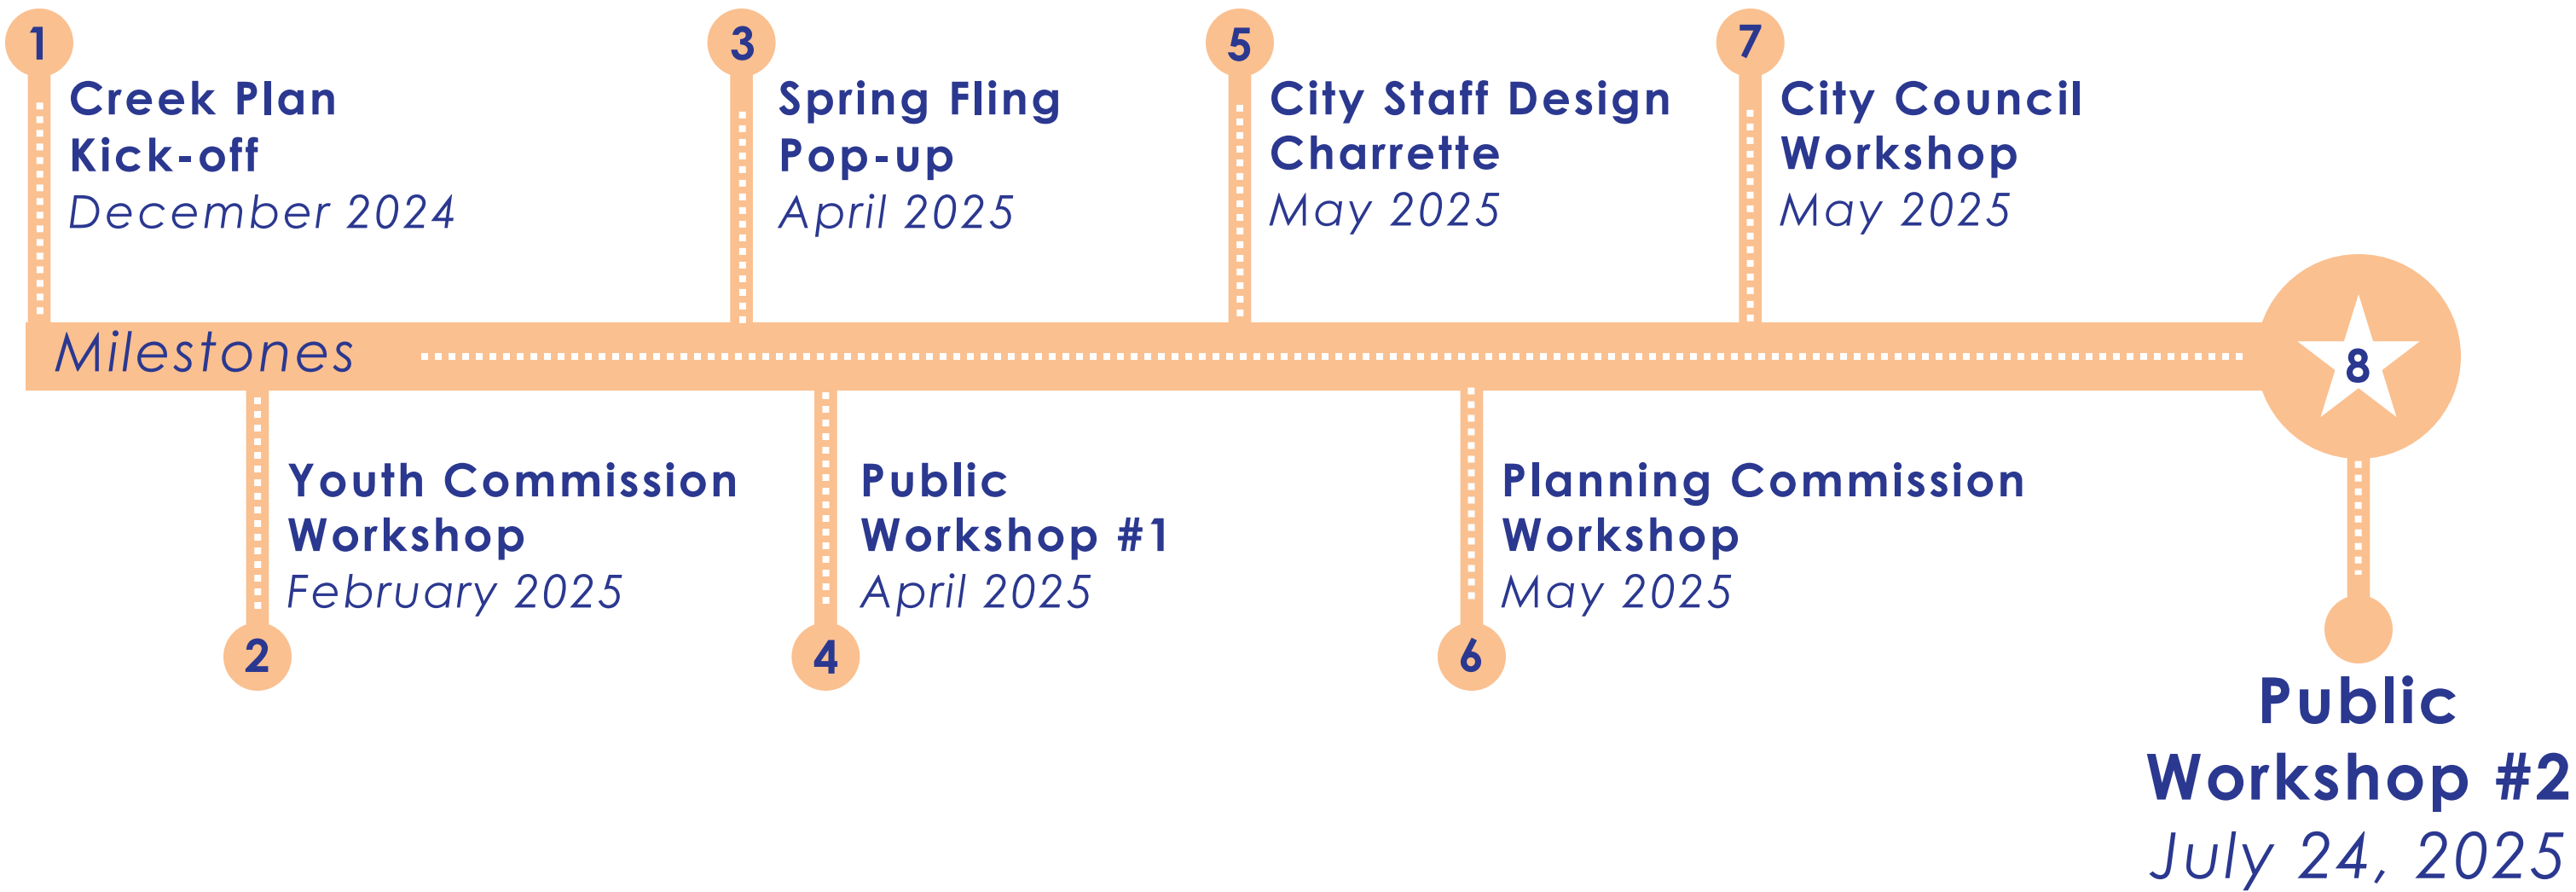 1
Creek Plan
Kick-off
December 2024
3
Spring Fling
Pop-up
April 2025
5
City Staff Design
Charrette
May 2025
7
City Council
Workshop
May 2025
Milestones
8
2
Youth Commission
Workshop
February 2025
4
Public
Workshop #1
April 2025
6
Planning Commission
Workshop
May 2025
Public
Workshop #2
July 24, 2025